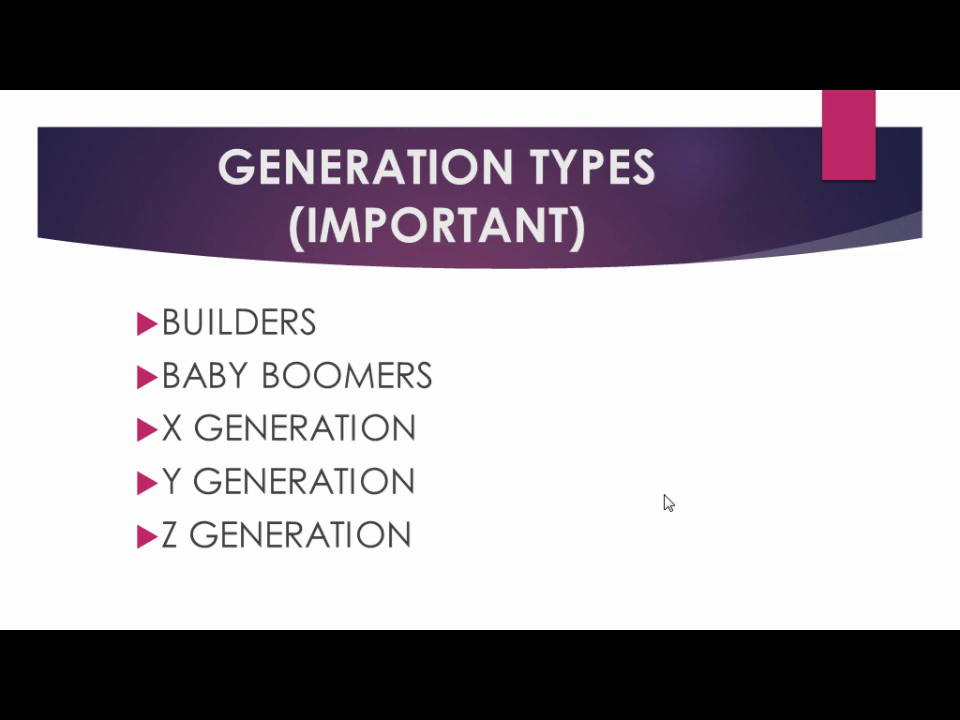 GENERATION TYPES
(IMPORTANT)
BUILDERS
BABY BOOMERS
X GENERATION
Y GENERATION
Z GENERATION